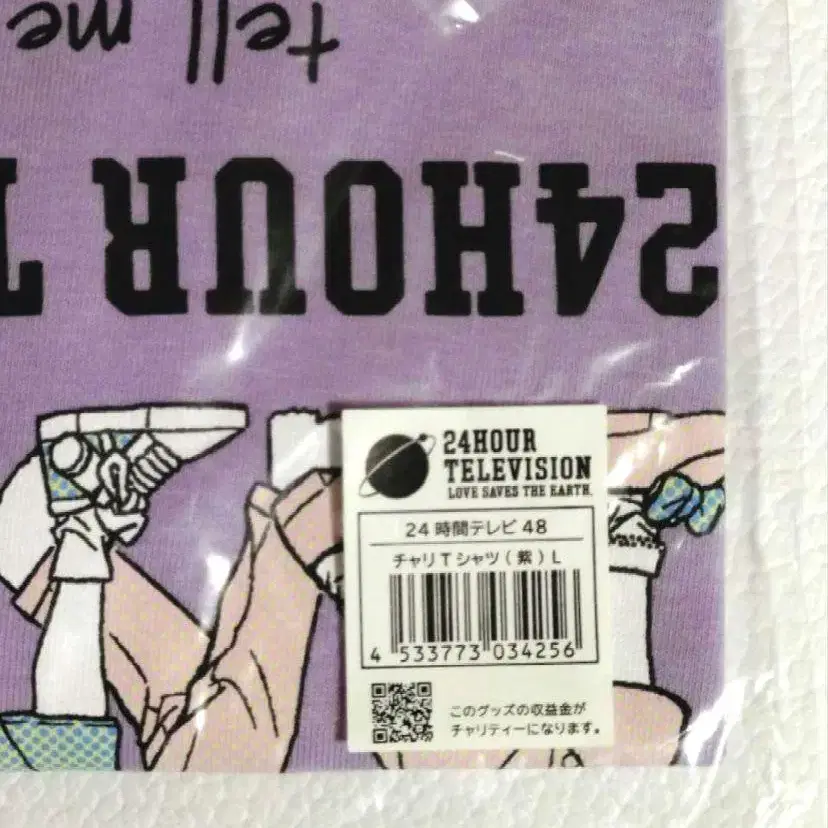 tell me
24HOUR T
24HOUR
TELEVISION
LOVE SAVES THE EARTH.
24時間テレビ48
チャリTシャツ(紫)L
4 533773 034256
このグッズの収益金が
チャリティーになります。